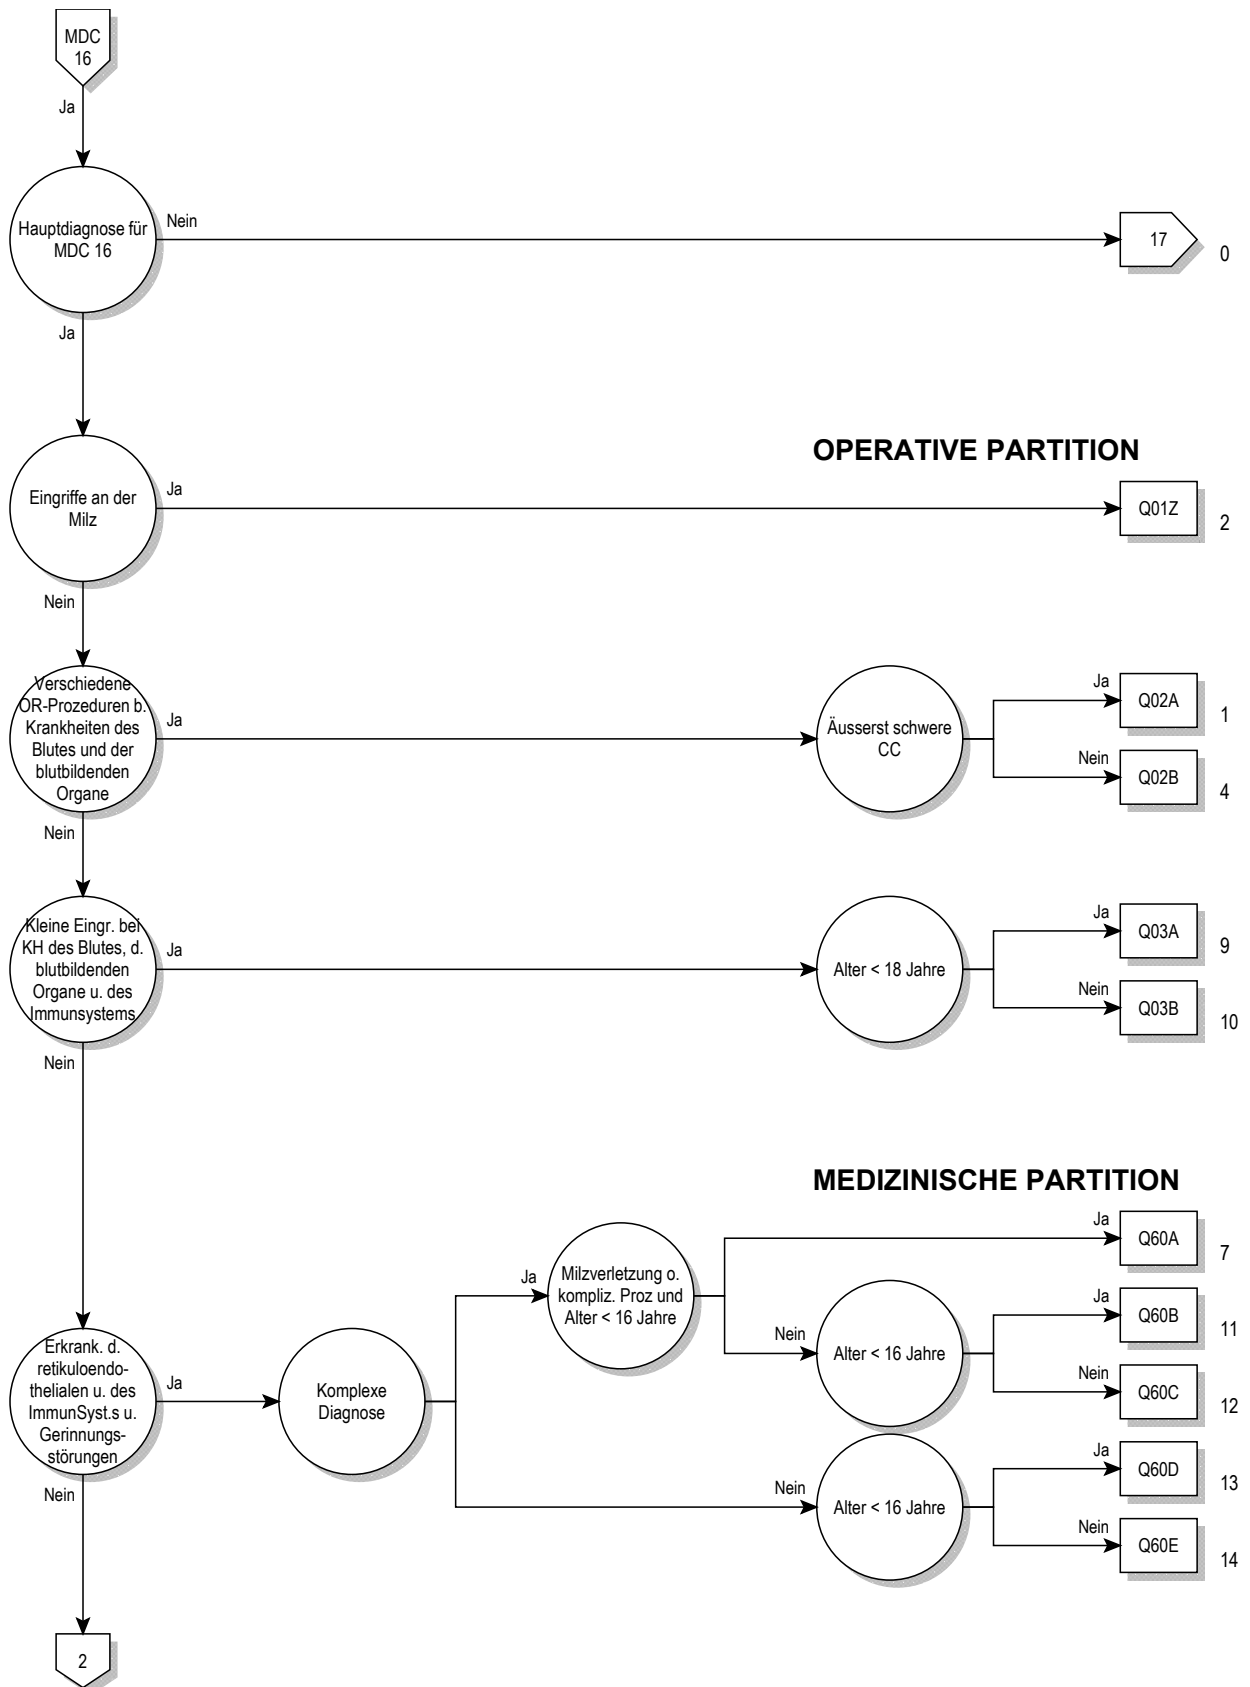 MDC
16
Ja
Hauptdiagnose für
MDC 16
Nein
17
0
Ja
OPERATIVE PARTITION
Eingriffe an der
Milz
Ja
Q01Z
2
Nein
Verschiedene
OR-Prozeduren b.
Krankheiten des
Blutes und der
blutbildenden
Organe
Ja
Äusserst schwere
CC
Ja
Q02A
1
Nein
Q02B
4
Nein
Kleine Eingr. bei
KH des Blutes, d.
blutbildenden
Organe u. des
Immunsystems
Ja
Alter < 18 Jahre
Ja
Q03A
9
Nein
Q03B
10
Nein
MEDIZINISCHE PARTITION
Erkrank. d.
retikuloendo-
thelialen u. des
ImmunSyst.s u.
Gerinnungs-
störungen
Ja
Komplexe
Diagnose
Ja
Milzverletzung o.
kompliz. Proz und
Alter < 16 Jahre
Ja
Q60A
7
Nein
Alter < 16 Jahre
Ja
Q60B
11
Nein
Q60C
12
Nein
Alter < 16 Jahre
Ja
Q60D
13
Nein
Q60E
14
Nein
2